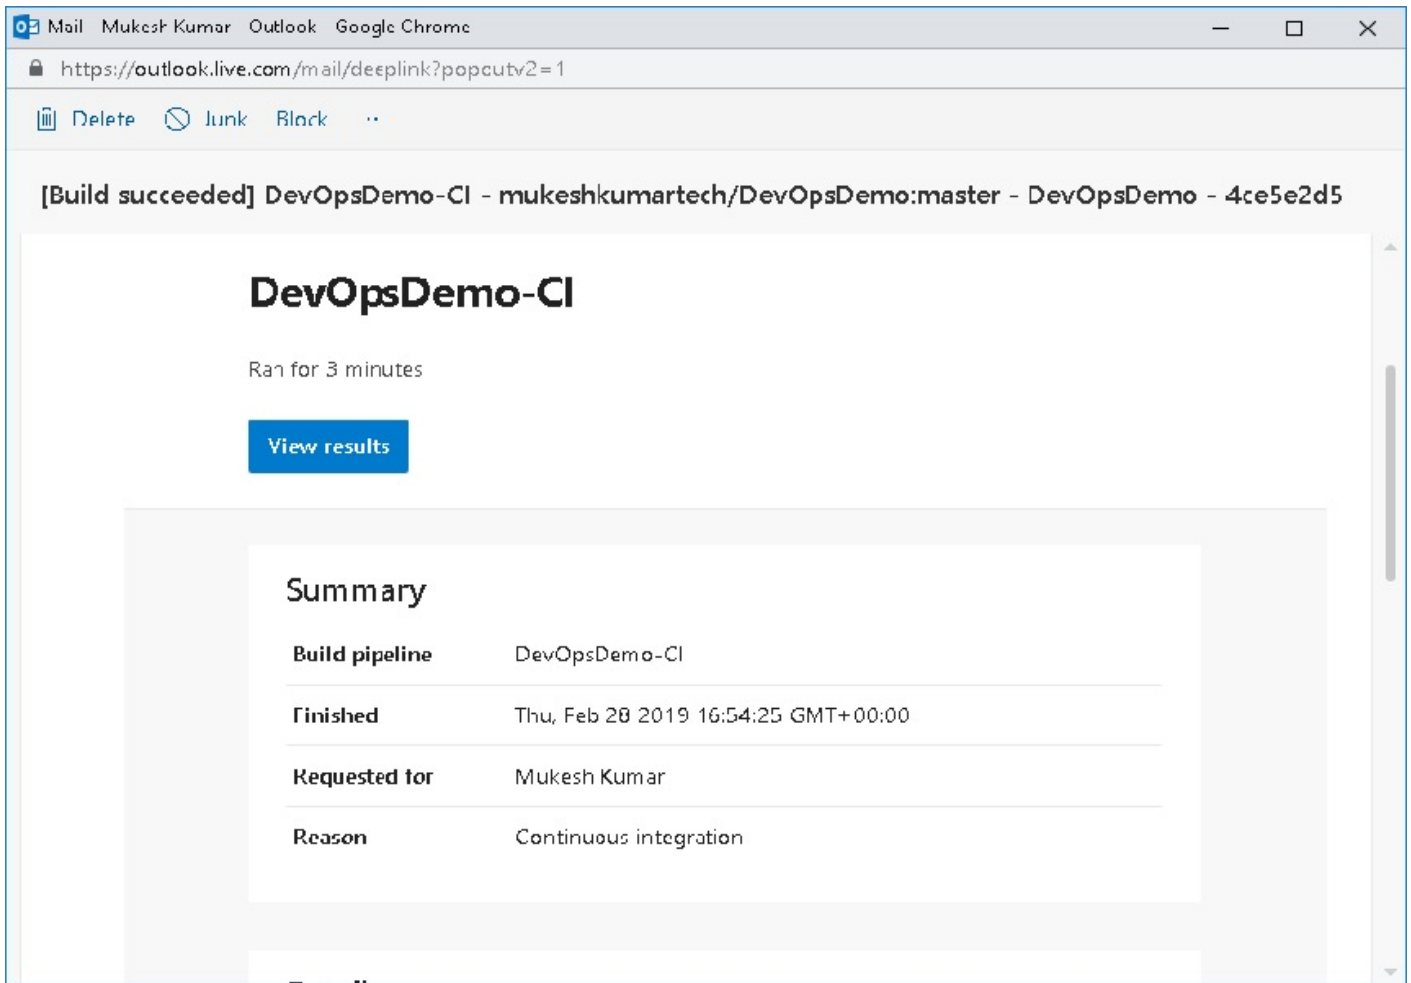 Mail Mukesh Kumar Outlook Google Chrome
https://outlook.live.com/mail/deeplink?popoutv2=1
Delete Junk Block ··
[Build succeeded] DevOpsDemo-CI - mukeshkumartech/DevOpsDemo:master - DevOpsDemo - 4ce5e2d5
DevOpsDemo-CI
Ran for 3 minutes
View results
Summary
Build pipeline DevOpsDemo-CI
Finished Thu, Feb 28 2019 16:54:25 GMT+00:00
Requested for Mukesh Kumar
Reason Continuous integration